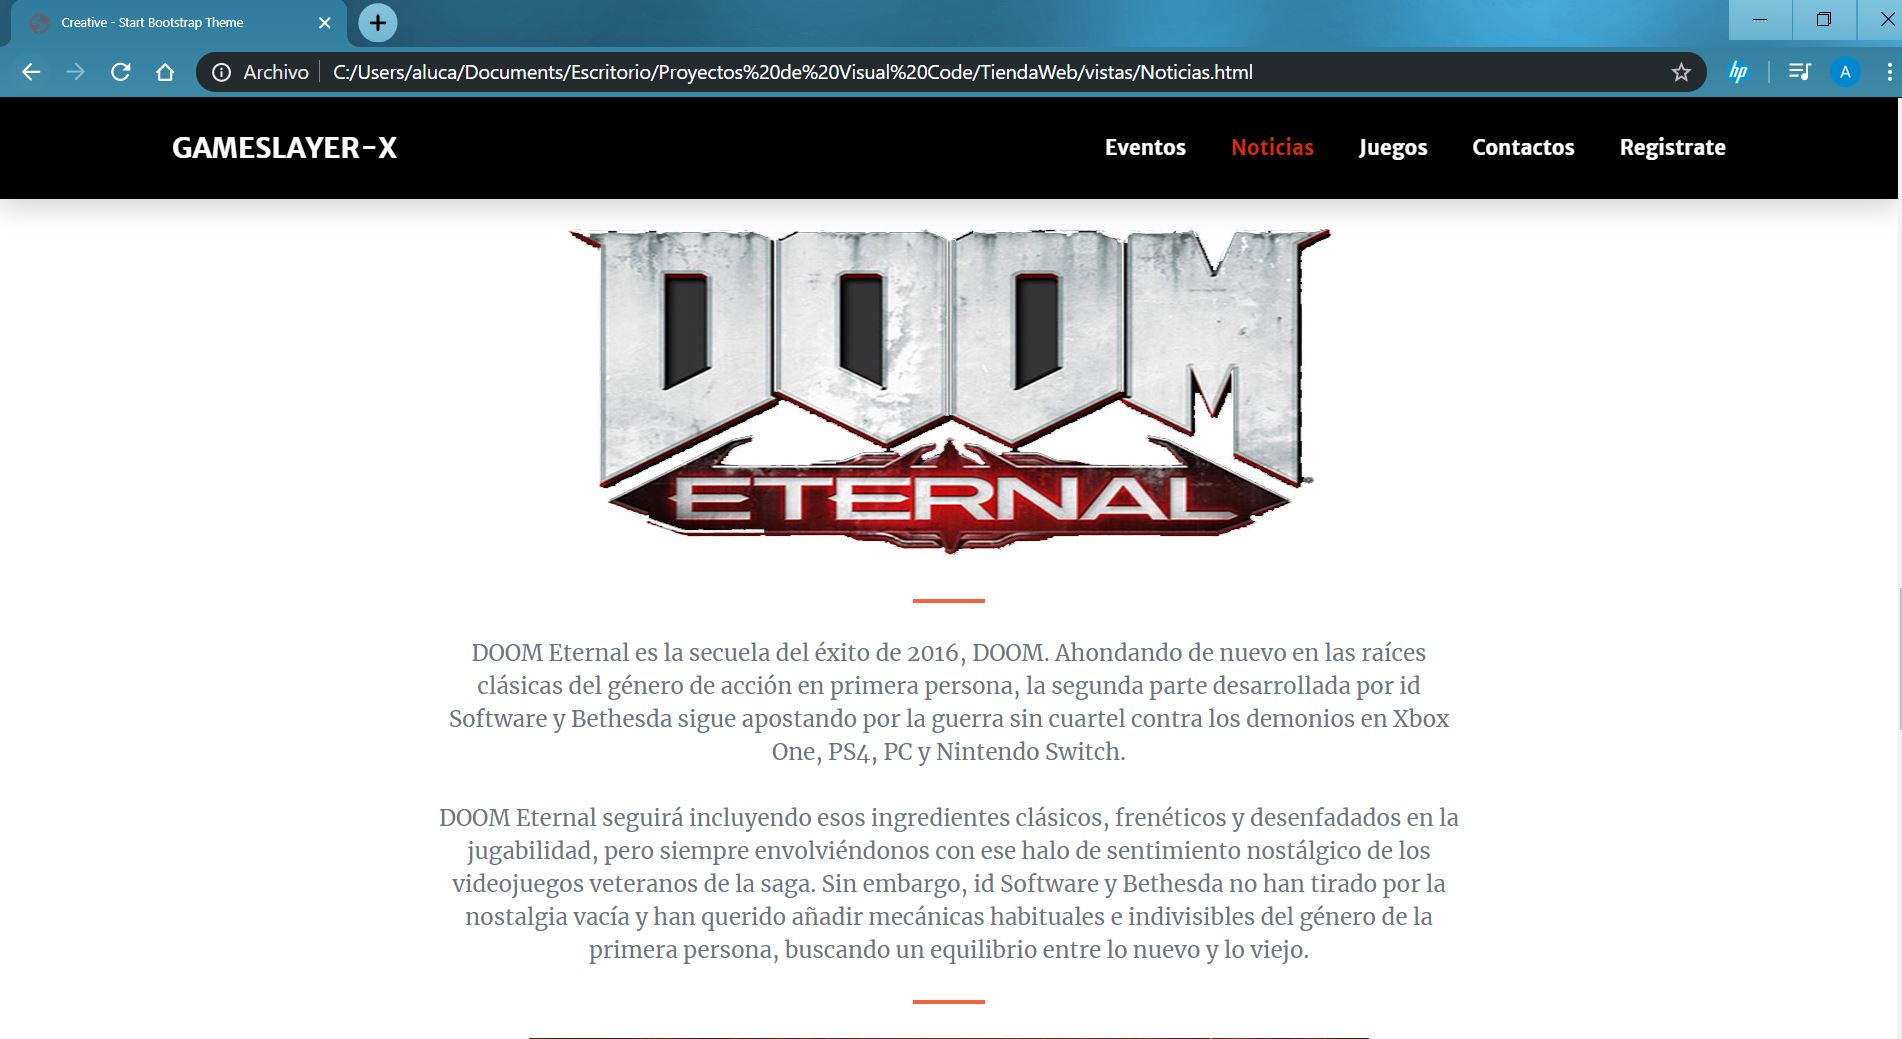 Creative - Start Bootstrap Theme
Archivo C:/Users/aluca/Documents/Escritorio/Proyectos%20de%20Visual%20Code/TiendaWeb/vistas/Noticias.html
hp
A
GAMESLAYER-X
Eventos Noticias Juegos Contactos Registrate
DOOM
ETERNAL
DOOM Eternal es la secuela del éxito de 2016, DOOM. Ahondando de nuevo en las raíces
clásicas del género de acción en primera persona, la segunda parte desarrollada por id
Software y Bethesda sigue apostando por la guerra sin cuartel contra los demonios en Xbox
One, PS4, PC y Nintendo Switch.
DOOM Eternal seguirá incluyendo esos ingredientes clásicos, frenéticos y desenfadados en la
jugabilidad, pero siempre envolviéndonos con ese halo de sentimiento nostálgico de los
videojuegos veteranos de la saga. Sin embargo, id Software y Bethesda no han tirado por la
nostalgia vacía y han querido añadir mecánicas habituales e indivisibles del género de la
primera persona, buscando un equilibrio entre lo nuevo y lo viejo.